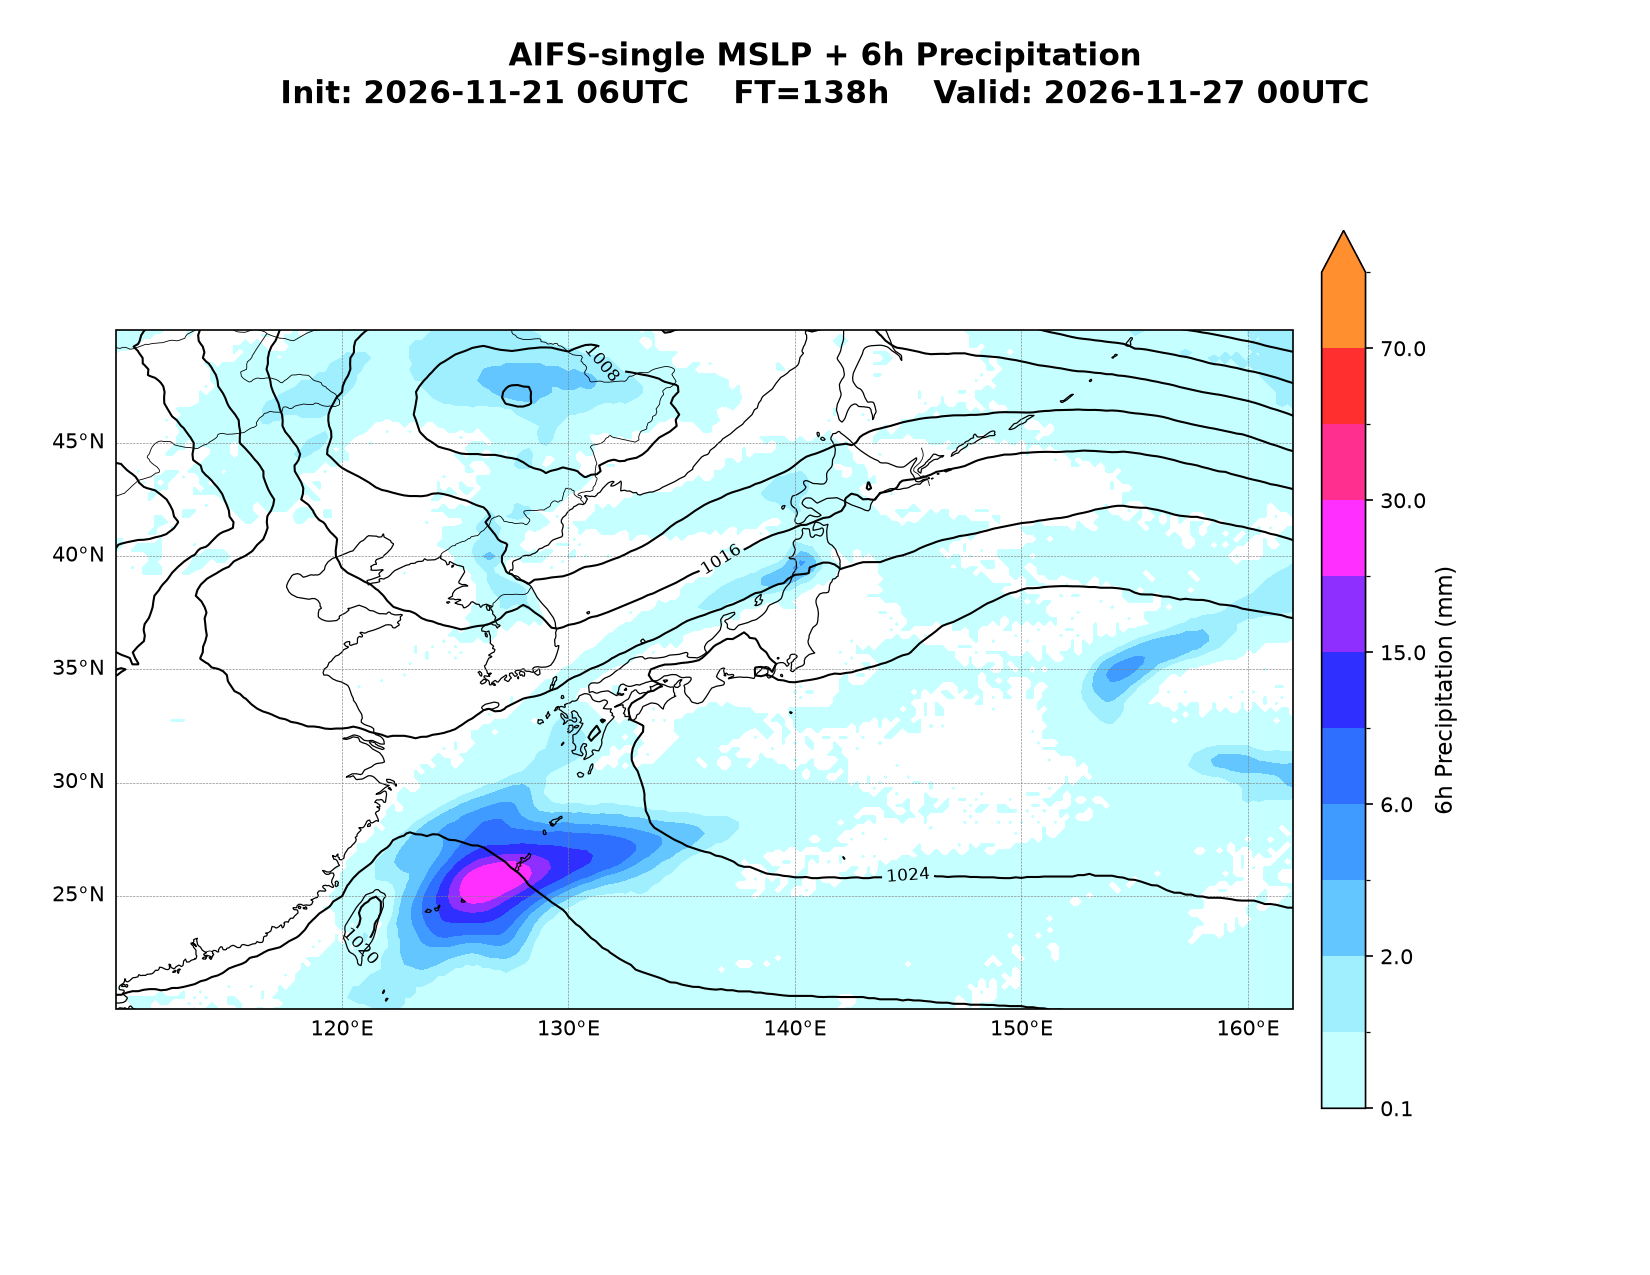 AIFS-single MSLP + 6h Precipitation
Init: 2026-11-21 06UTC    FT=138h    Valid: 2026-11-27 00UTC
1008
1016
1024
1020
45°N
40°N
35°N
30°N
25°N
120°E
130°E
140°E
150°E
160°E
70.0
30.0
15.0
6.0
2.0
0.1
6h Precipitation (mm)